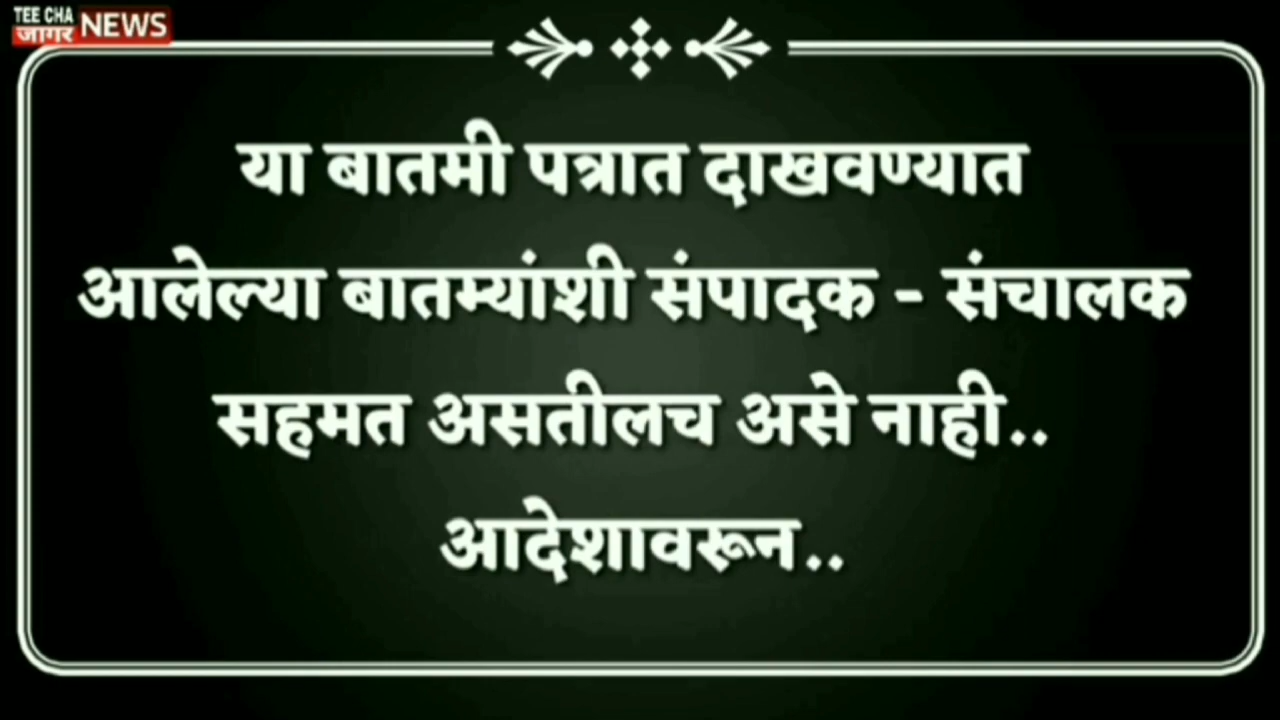 TEE CHA
जागर NEWS
या बातमी पत्रात दाखवण्यात
आलेल्या बातम्यांशी संपादक - संचालक
सहमत असतीलच असे नाही..
आदेशावरून..